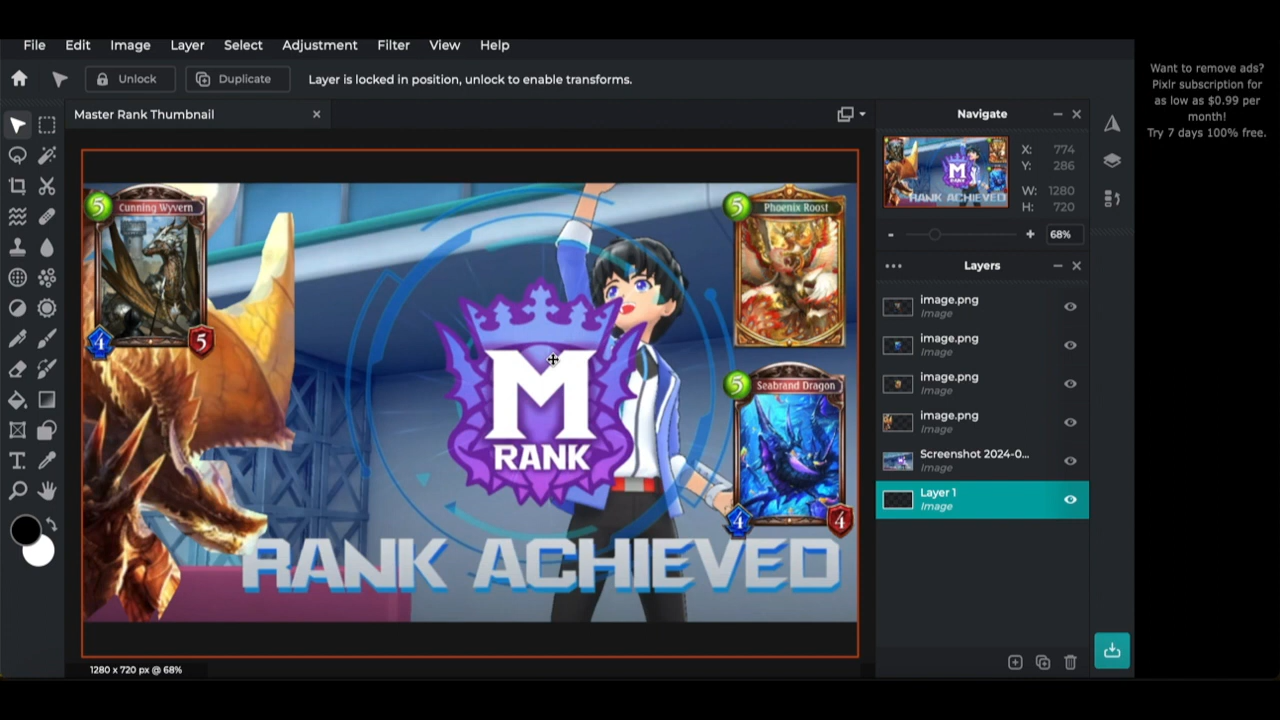 File Edit Image Layer Select Adjustment Filter View Help
Unlock Duplicate Layer is locked in position, unlock to enable transforms.
Want to remove ads?
Pixlr subscription for
as low as $0.99 per
month!
Try 7 days 100% free.
Master Rank Thumbnail
Navigate
X: 774
Y: 286
W: 1280
H: 720
68%
Layers
image.png
Image
image.png
Image
image.png
Image
image.png
Image
Screenshot 2024-0...
Image
Layer 1
Image
5 Cunning Wyvern
4 5
5 Phoenix Roost
5 Seabrand Dragon
4 4
M
RANK
RANK ACHIEVED
1280 x 720 px @ 68%